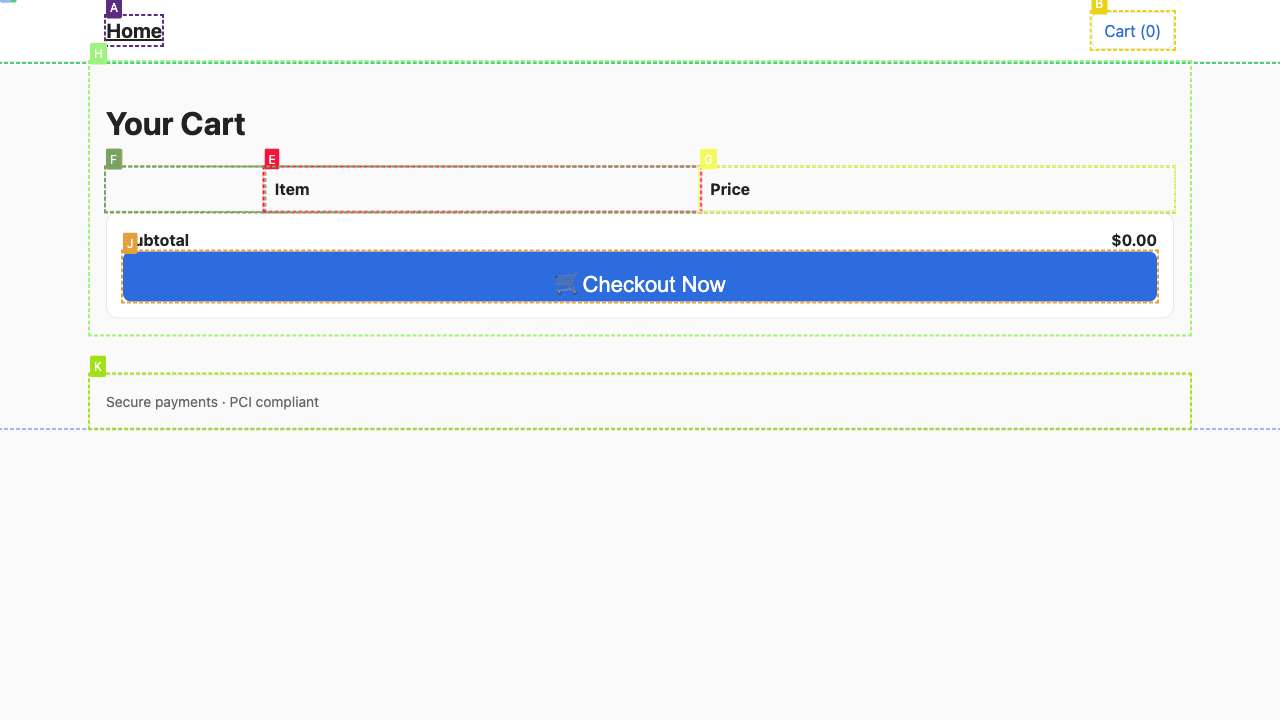 A
Home
B
Cart (0)
H
Your Cart
F
E
Item
G
Price
J
ubtotal
$0.00
Checkout Now
K
Secure payments · PCI compliant